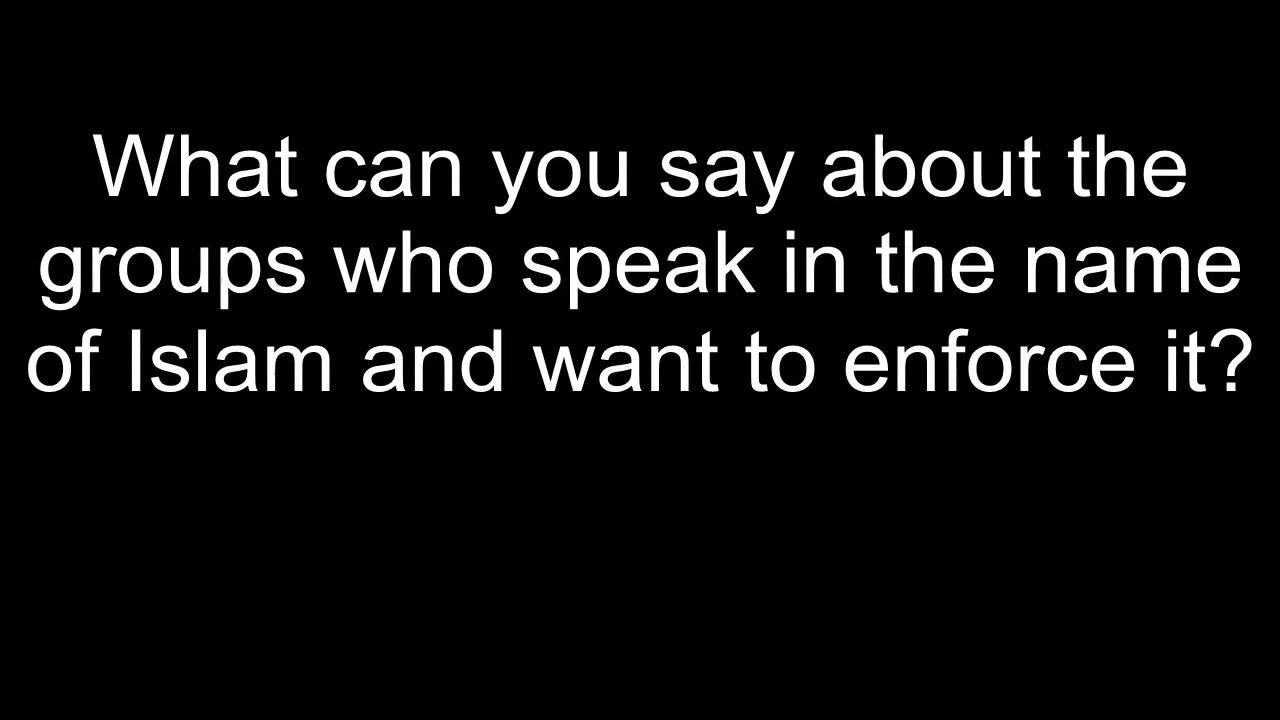 What can you say about the
groups who speak in the name
of Islam and want to enforce it?